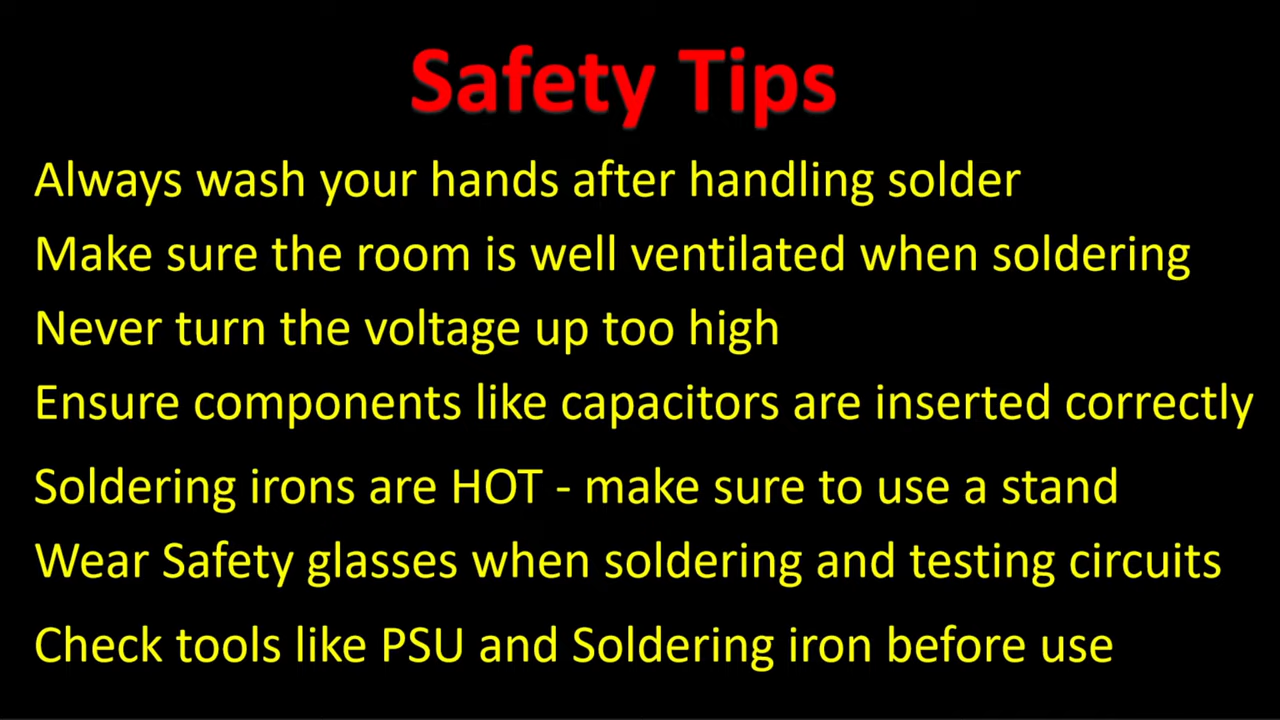 Safety Tips
Always wash your hands after handling solder
Make sure the room is well ventilated when soldering
Never turn the voltage up too high
Ensure components like capacitors are inserted correctly
Soldering irons are HOT - make sure to use a stand
Wear Safety glasses when soldering and testing circuits
Check tools like PSU and Soldering iron before use